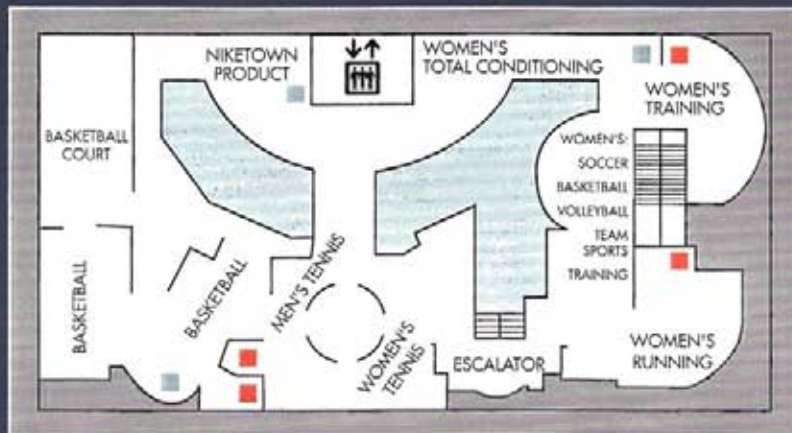 NIKETOWN
PRODUCT
WOMEN'S
TOTAL CONDITIONING
WOMEN'S
TRAINING
BASKETBALL
COURT
WOMEN'S:
SOCCER
BASKETBALL
VOLLEYBALL
TEAM
SPORTS
TRAINING
BASKETBALL
BASKETBALL
MEN'S TENNIS
WOMEN'S
TENNIS
ESCALATOR
WOMEN'S
RUNNING